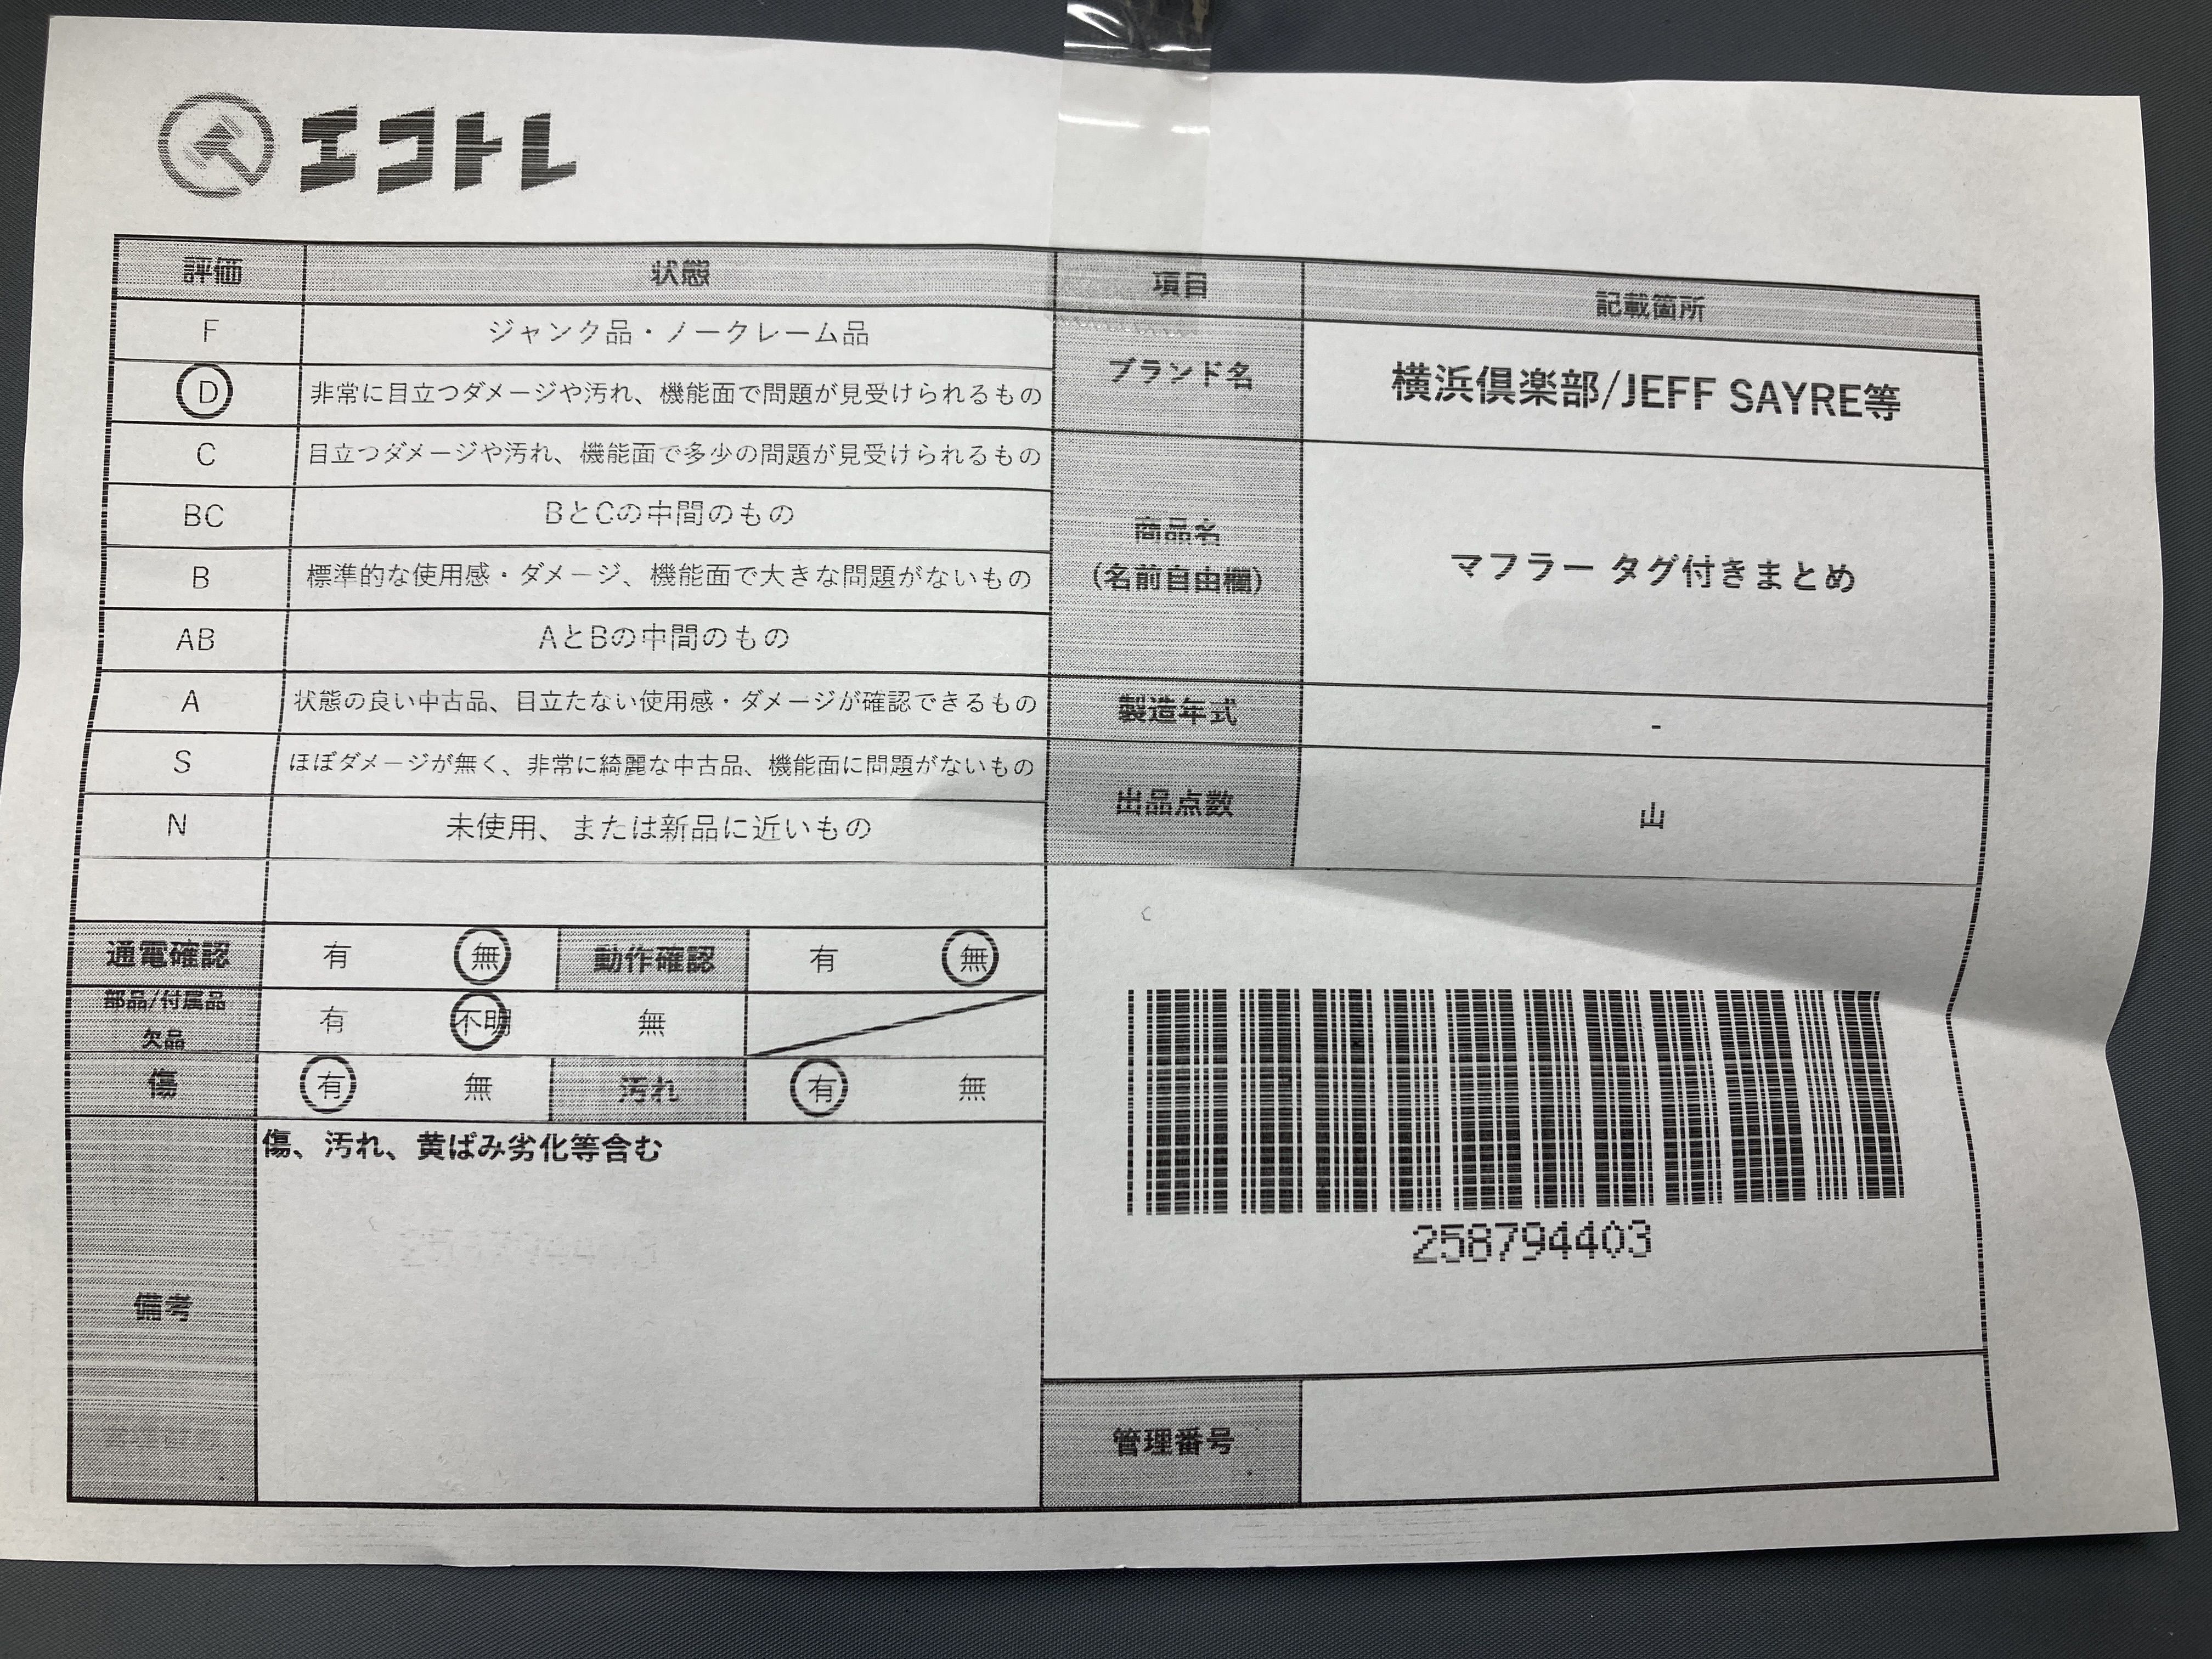 エコトレ
評価 状態
F ジャンク品・ノークレーム品
D 非常に目立つダメージや汚れ、機能面で問題が見受けられるもの
C 目立つダメージや汚れ、機能面で多少の問題が見受けられるもの
BC BとCの中間のもの
B 標準的な使用感・ダメージ、機能面で大きな問題がないもの
AB AとBの中間のもの
A 状態の良い中古品、目立たない使用感・ダメージが確認できるもの
S ほぼダメージが無く、非常に綺麗な中古品、機能面に問題がないもの
N 未使用、または新品に近いもの
通電確認 有 無 動作確認 有 無
部品/付属品
欠品 有 不明 無
傷 有 無 汚れ 有 無
備考 傷、汚れ、黄ばみ劣化等含む
項目 記載箇所
ブランド名 横浜倶楽部/JEFF SAYRE等
商品名
(名前自由欄) マフラー タグ付きまとめ
製造年式 -
出品点数 山
258794403
管理番号